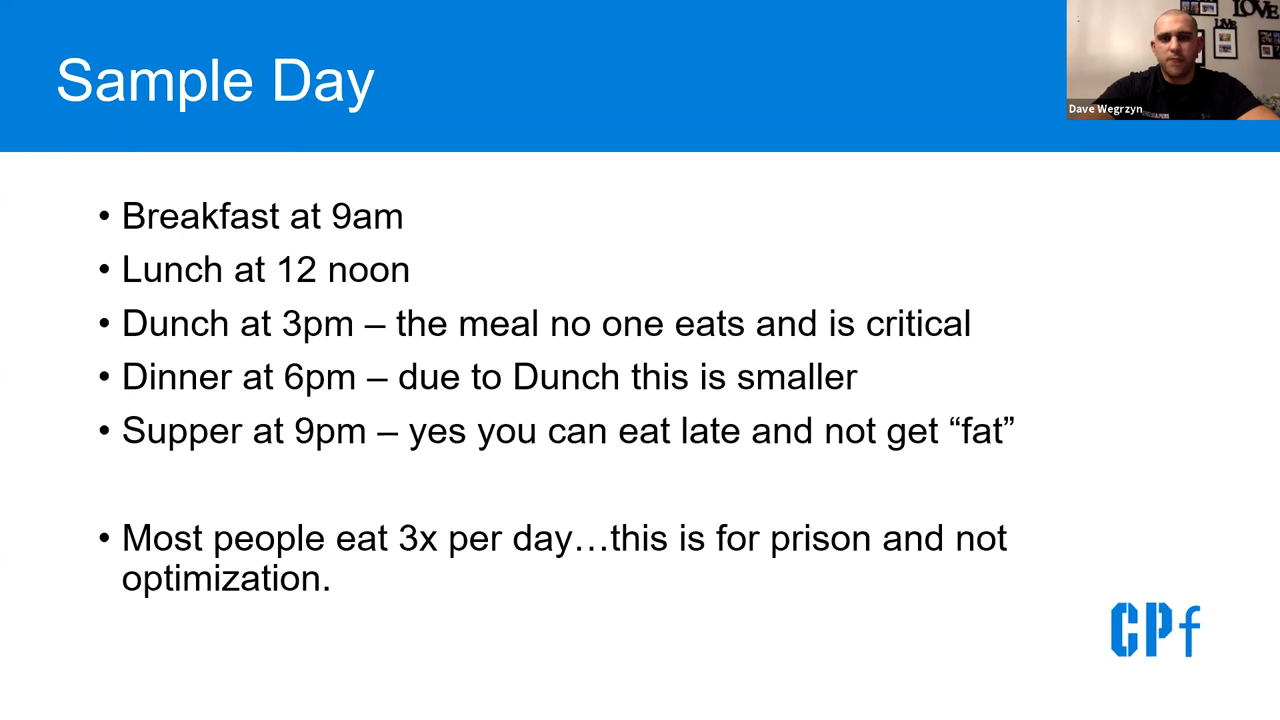 Sample Day
LOVE
LIVE
Dave Wegrzyn
• Breakfast at 9am
• Lunch at 12 noon
• Dunch at 3pm – the meal no one eats and is critical
• Dinner at 6pm – due to Dunch this is smaller
• Supper at 9pm – yes you can eat late and not get “fat”
• Most people eat 3x per day…this is for prison and not
optimization.
CPf